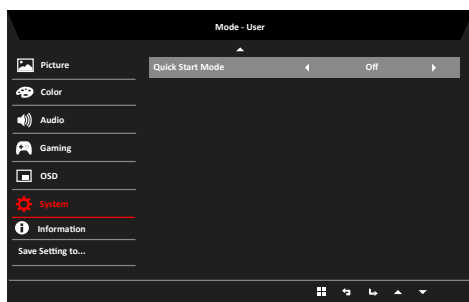 Mode - User
Picture
Quick Start Mode Off
Color
Audio
Gaming
OSD
System
Information
Save Setting to...